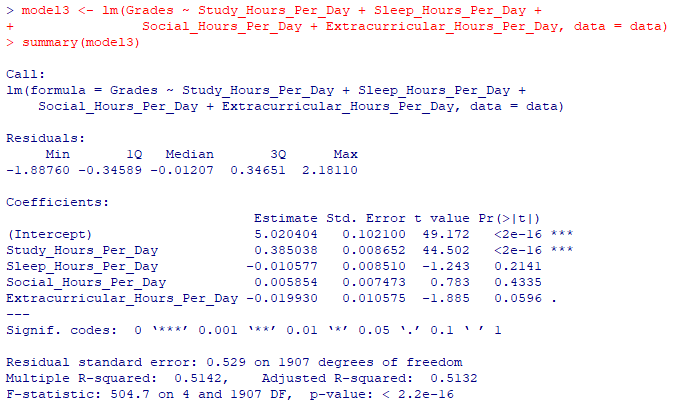 > model3 <- lm(Grades ~ Study_Hours_Per_Day + Sleep_Hours_Per_Day +
+ Social_Hours_Per_Day + Extracurricular_Hours_Per_Day, data = data)
> summary(model3)
Call:
lm(formula = Grades ~ Study_Hours_Per_Day + Sleep_Hours_Per_Day +
Social_Hours_Per_Day + Extracurricular_Hours_Per_Day, data = data)
Residuals:
Min 1Q Median 3Q Max
-1.88760 -0.34589 -0.01207 0.34651 2.18110
Coefficients:
Estimate Std. Error t value Pr(>|t|)
(Intercept) 5.020404 0.102100 49.172 <2e-16 ***
Study_Hours_Per_Day 0.385038 0.008652 44.502 <2e-16 ***
Sleep_Hours_Per_Day -0.010577 0.008510 -1.243 0.2141
Social_Hours_Per_Day 0.005854 0.007473 0.783 0.4335
Extracurricular_Hours_Per_Day -0.019930 0.010575 -1.885 0.0596 .
---
Signif. codes: 0 ‘***’ 0.001 ‘**’ 0.01 ‘*’ 0.05 ‘.’ 0.1 ‘ ’ 1
Residual standard error: 0.529 on 1907 degrees of freedom
Multiple R-squared: 0.5142, Adjusted R-squared: 0.5132
F-statistic: 504.7 on 4 and 1907 DF, p-value: < 2.2e-16